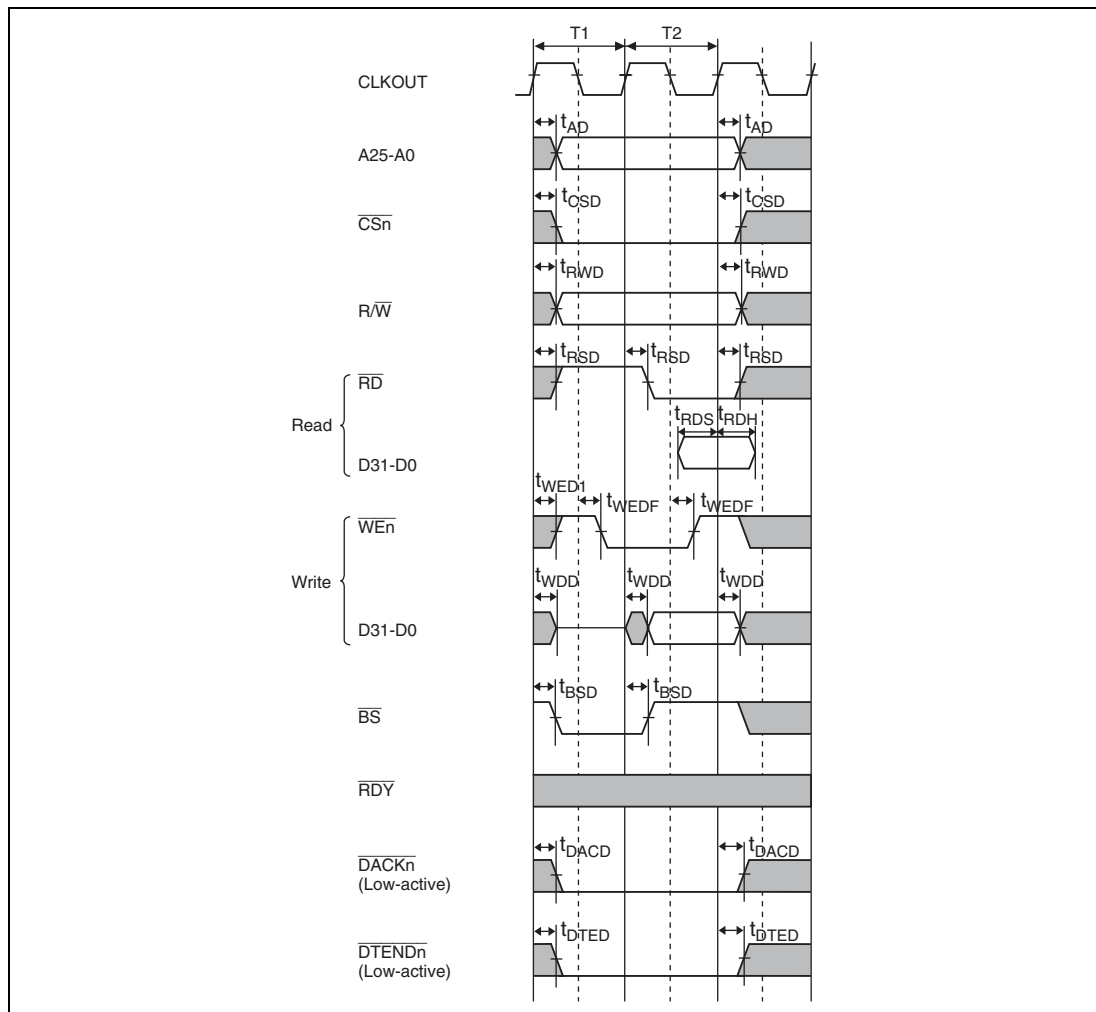 T1 T2
CLKOUT
tAD tAD
A25-A0
tCSD tCSD
CSn
tRWD tRWD
R/W
tRSD tRSD tRSD
RD
Read
tRDS tRDH
D31-D0
tWED1 tWEDF tWEDF
WEn
Write
tWDD tWDD tWDD
D31-D0
tBSD tBSD
BS
RDY
tDACD tDACD
DACKn
(Low-active)
tDTED tDTED
DTENDn
(Low-active)